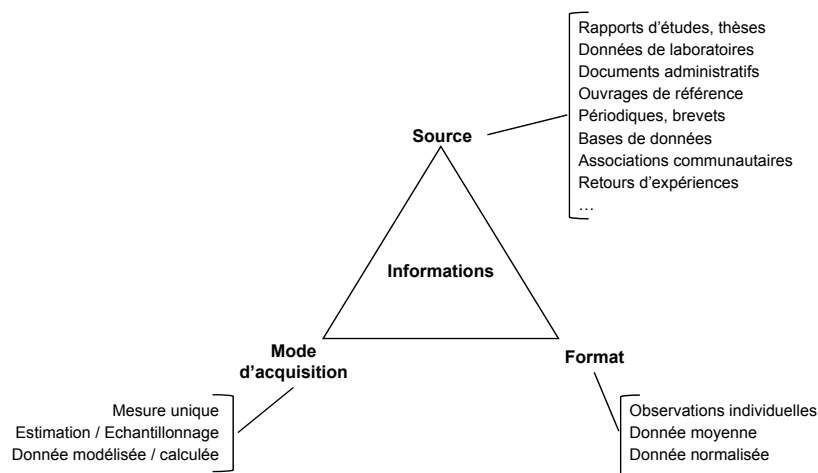 Rapports d’études, thèses
Données de laboratoires
Documents administratifs
Ouvrages de référence
Périodiques, brevets
Bases de données
Associations communautaires
Retours d’expériences
…
Source
Informations
Mode
d’acquisition
Format
Mesure unique
Estimation / Echantillonnage
Donnée modélisée / calculée
Observations individuelles
Donnée moyenne
Donnée normalisée